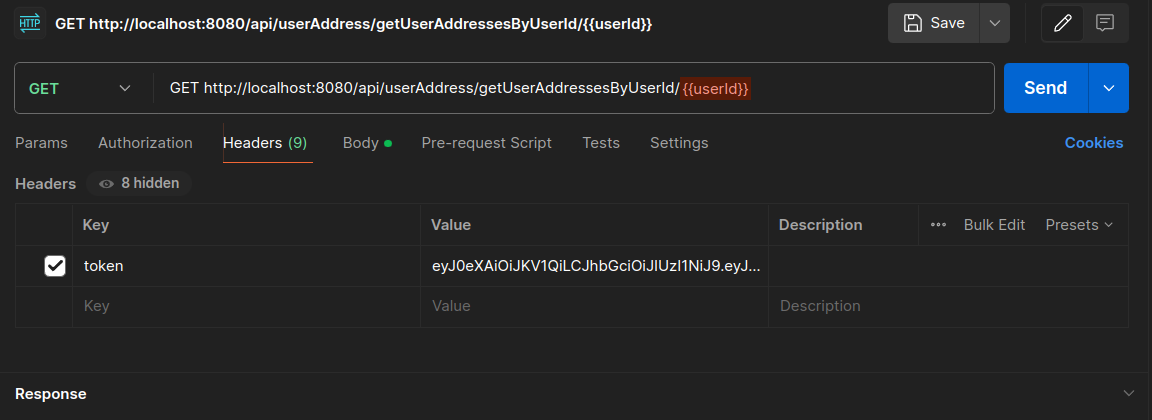 HTTP GET http://localhost:8080/api/userAddress/getUserAddressesByUserId/{{userId}} Save
GET GET http://localhost:8080/api/userAddress/getUserAddressesByUserId/{{userId}} Send
Params Authorization Headers (9) Body Pre-request Script Tests Settings Cookies
Headers 8 hidden
Key Value Description ••• Bulk Edit Presets
token eyJ0eXAiOiJKV1QiLCJhbGciOiJIUzI1NiJ9.eyJ...
Key Value Description
Response